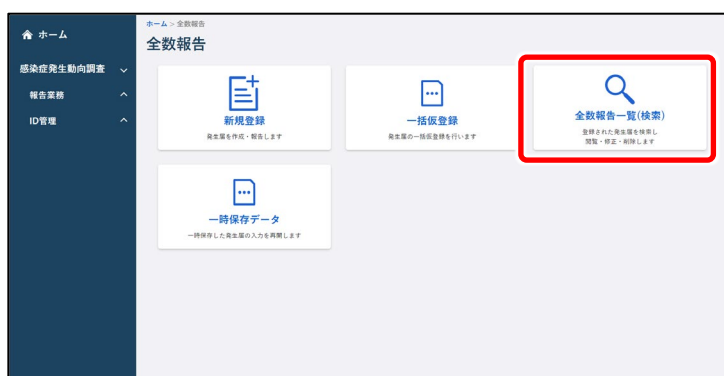 ホーム
感染症発生動向調査
報告業務
ID管理
ホーム > 全数報告
全数報告
新規登録
発生届を作成・報告します
一括仮登録
発生届の一括仮登録を行います
全数報告一覧(検索)
登録された発生届を検索し
閲覧・修正・削除します
一時保存データ
一時保存した発生届の入力を再開します